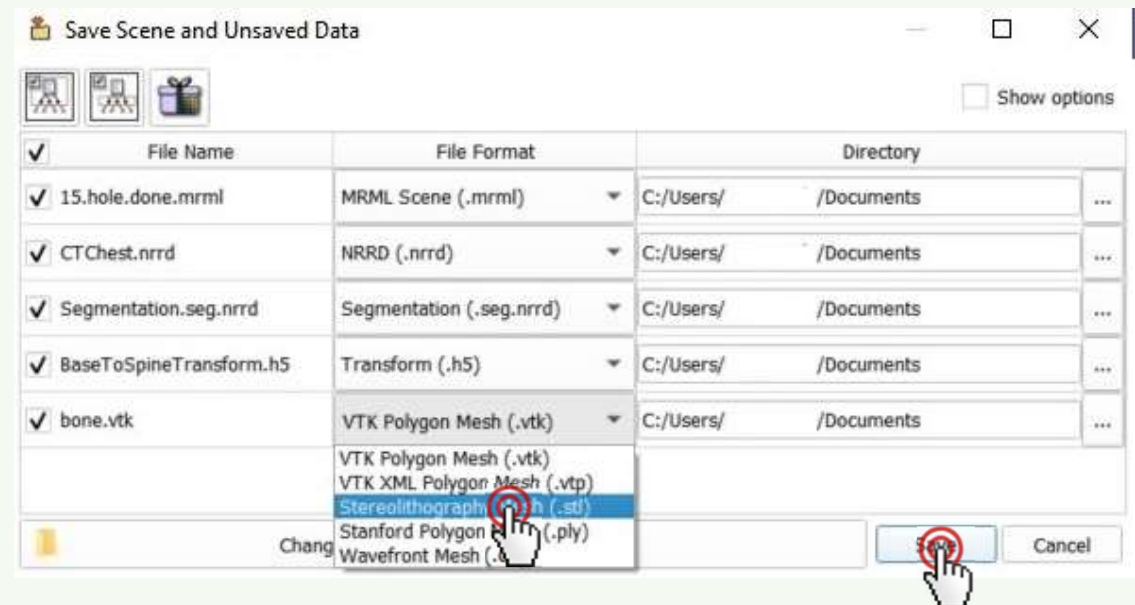 Save Scene and Unsaved Data
Show options
File Name File Format Directory
15.hole.done.mrml MRML Scene (.mrml) C:/Users/ /Documents ...
CTChest.nrrd NRRD (.nrrd) C:/Users/ /Documents ...
Segmentation.seg.nrrd Segmentation (.seg.nrrd) C:/Users/ /Documents ...
BaseToSpineTransform.h5 Transform (.h5) C:/Users/ /Documents ...
bone.vtk VTK Polygon Mesh (.vtk) C:/Users/ /Documents ...
VTK Polygon Mesh (.vtk)
VTK XML Polygon Mesh (.vtp)
Stereolithography Mesh (.stl)
Stanford Polygon (.ply)
Wavefront Mesh
Save Cancel